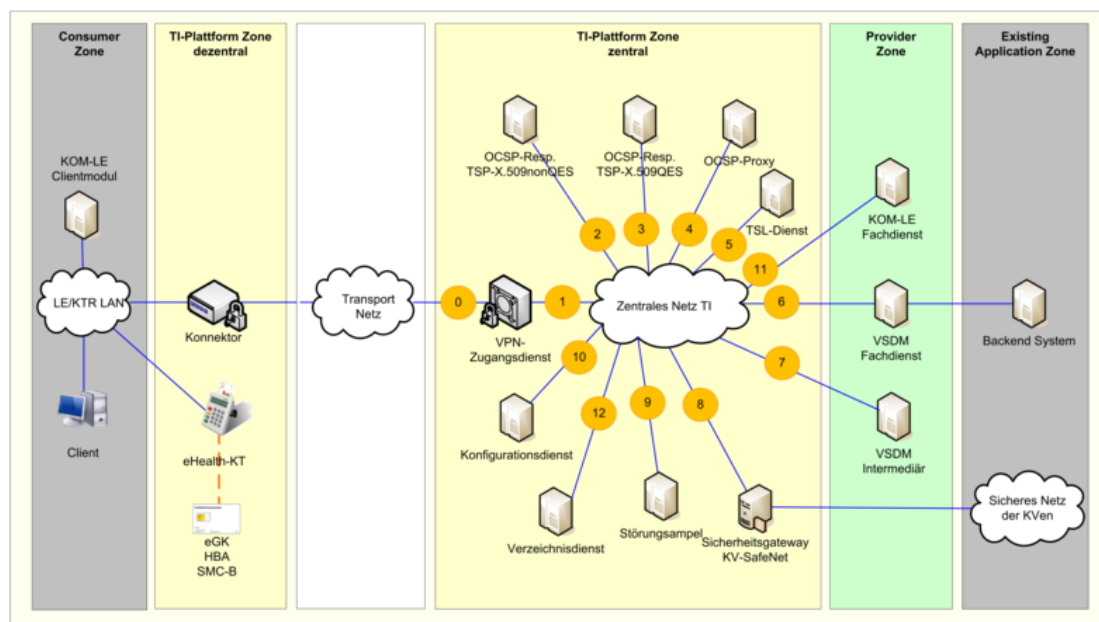 Consumer
Zone
TI-Plattform Zone
dezentral
TI-Plattform Zone
zentral
Provider
Zone
Existing
Application Zone
KOM-LE
Clientmodul
LE/KTR LAN
Client
Konnektor
eHealth-KT
eGK
HBA
SMC-B
Transport
Netz
OCSP-Resp.
TSP-X.509nonQES
OCSP-Resp.
TSP-X.509QES
OCSP-Proxy
TSL-Dienst
2
3
4
5
11
0
1
6
VPN-
Zugangsdienst
Zentrales Netz TI
10
12
9
8
7
Konfigurationsdienst
Verzeichnisdienst
Störungsampel
Sicherheitsgateway
KV-SafeNet
KOM-LE
Fachdienst
VSDM
Fachdienst
VSDM
Intermediär
Backend System
Sicheres Netz
der KVen